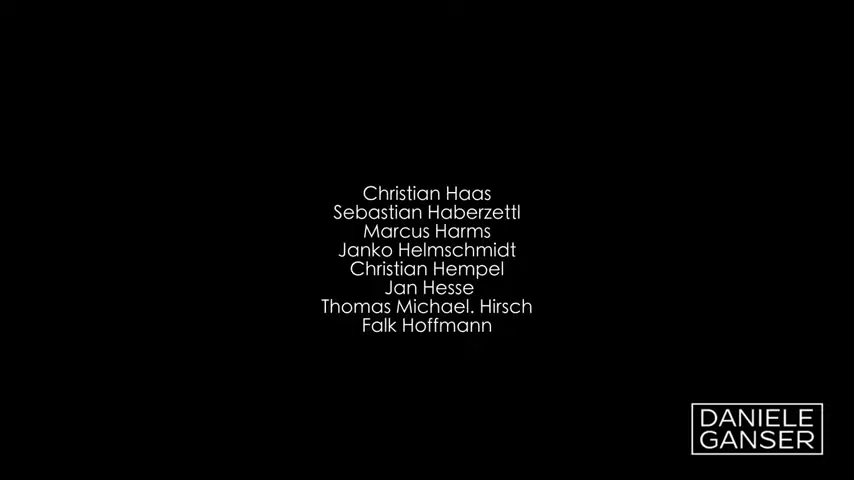 Christian Haas
Sebastian Haberzettl
Marcus Harms
Janko Helmschmidt
Christian Hempel
Jan Hesse
Thomas Michael. Hirsch
Falk Hoffmann
DANIELE
GANSER